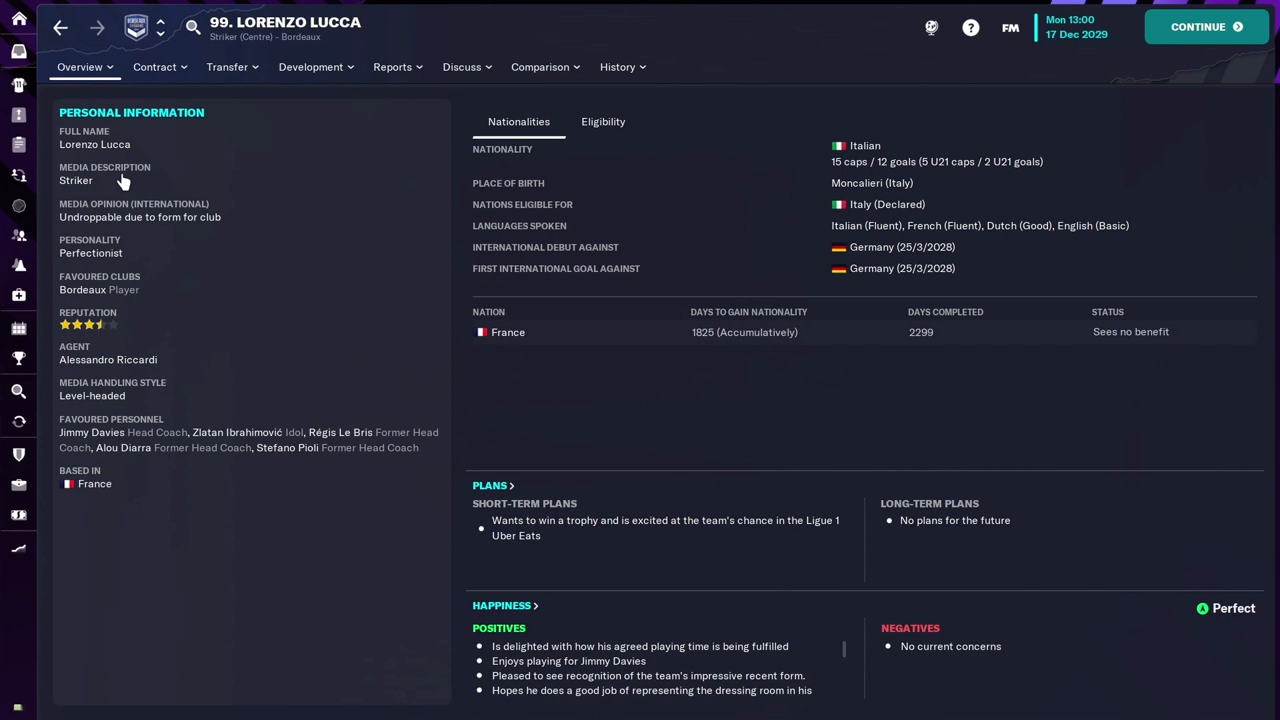 99. LORENZO LUCCA
Striker (Centre) - Bordeaux
FM
Mon 13:00
17 Dec 2029
CONTINUE
Overview
Contract
Transfer
Development
Reports
Discuss
Comparison
History
PERSONAL INFORMATION
FULL NAME
Lorenzo Lucca
MEDIA DESCRIPTION
Striker
MEDIA OPINION (INTERNATIONAL)
Undroppable due to form for club
PERSONALITY
Perfectionist
FAVOURED CLUBS
Bordeaux Player
REPUTATION
AGENT
Alessandro Riccardi
MEDIA HANDLING STYLE
Level-headed
FAVOURED PERSONNEL
Jimmy Davies Head Coach, Zlatan Ibrahimović Idol, Régis Le Bris Former Head
Coach, Alou Diarra Former Head Coach, Stefano Pioli Former Head Coach
BASED IN
France
Nationalities
Eligibility
NATIONALITY
Italian
15 caps / 12 goals (5 U21 caps / 2 U21 goals)
PLACE OF BIRTH
Moncalieri (Italy)
NATIONS ELIGIBLE FOR
Italy (Declared)
LANGUAGES SPOKEN
Italian (Fluent), French (Fluent), Dutch (Good), English (Basic)
INTERNATIONAL DEBUT AGAINST
Germany (25/3/2028)
FIRST INTERNATIONAL GOAL AGAINST
Germany (25/3/2028)
NATION DAYS TO GAIN NATIONALITY DAYS COMPLETED STATUS
France 1825 (Accumulatively) 2299 Sees no benefit
PLANS
SHORT-TERM PLANS
Wants to win a trophy and is excited at the team's chance in the Ligue 1
Uber Eats
LONG-TERM PLANS
No plans for the future
HAPPINESS
Perfect
POSITIVES
Is delighted with how his agreed playing time is being fulfilled
Enjoys playing for Jimmy Davies
Pleased to see recognition of the team's impressive recent form.
Hopes he does a good job of representing the dressing room in his
NEGATIVES
No current concerns